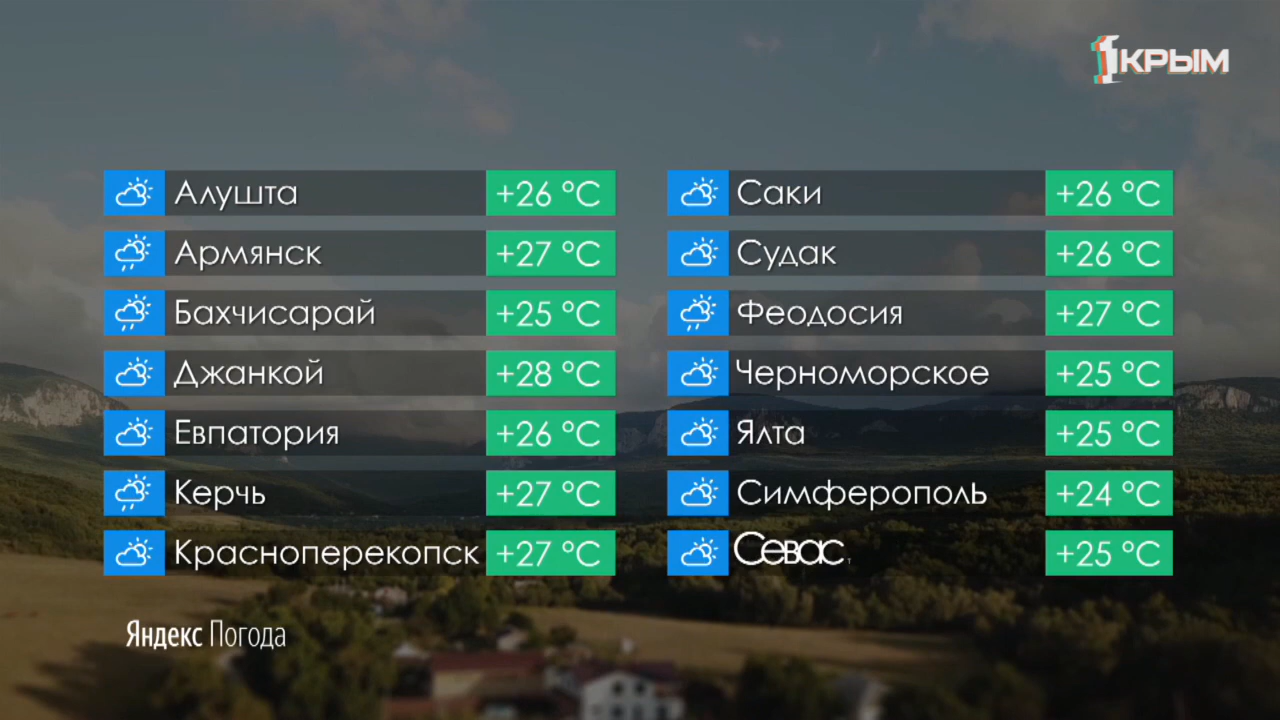 1КРЫМ
Алушта +26 °C
Армянск +27 °C
Бахчисарай +25 °C
Джанкой +28 °C
Евпатория +26 °C
Керчь +27 °C
Красноперекопск +27 °C
Саки +26 °C
Судак +26 °C
Феодосия +27 °C
Черноморское +25 °C
Ялта +25 °C
Симферополь +24 °C
Севаст +25 °C
Яндекс Погода